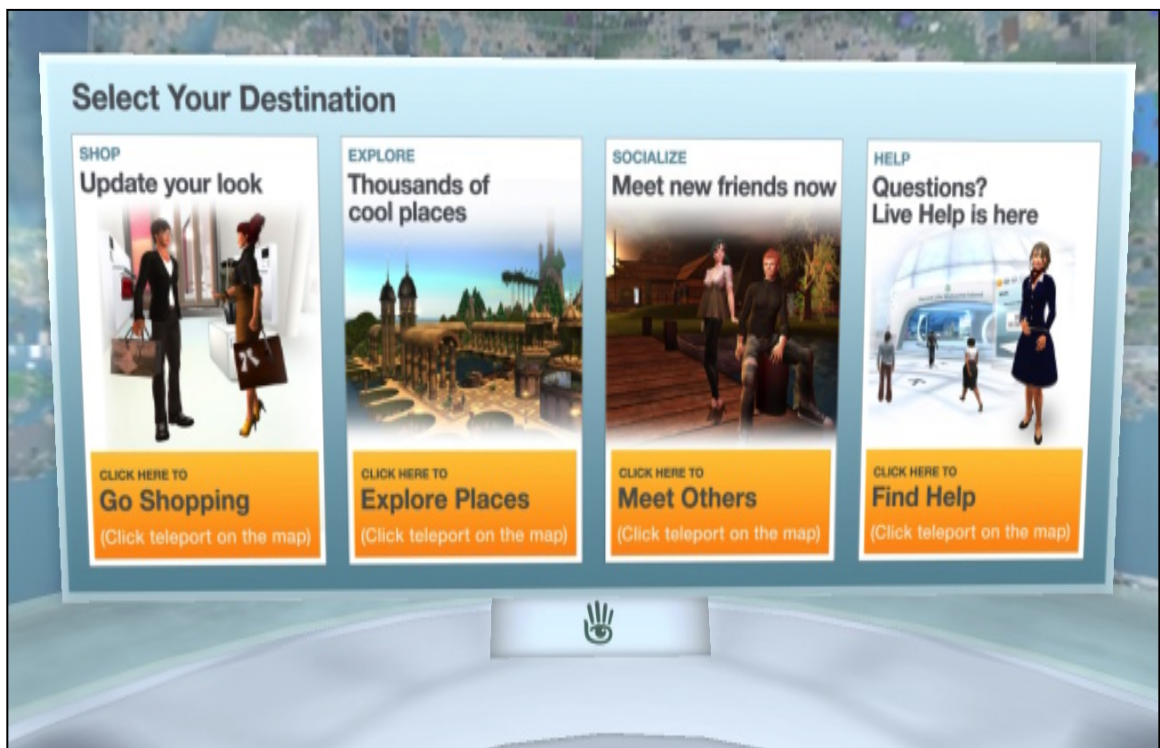 Select Your Destination
SHOP
Update your look
CLICK HERE TO
Go Shopping
(Click teleport on the map)
EXPLORE
Thousands of
cool places
CLICK HERE TO
Explore Places
(Click teleport on the map)
SOCIALIZE
Meet new friends now
CLICK HERE TO
Meet Others
(Click teleport on the map)
HELP
Questions?
Live Help is here
CLICK HERE TO
Find Help
(Click teleport on the map)